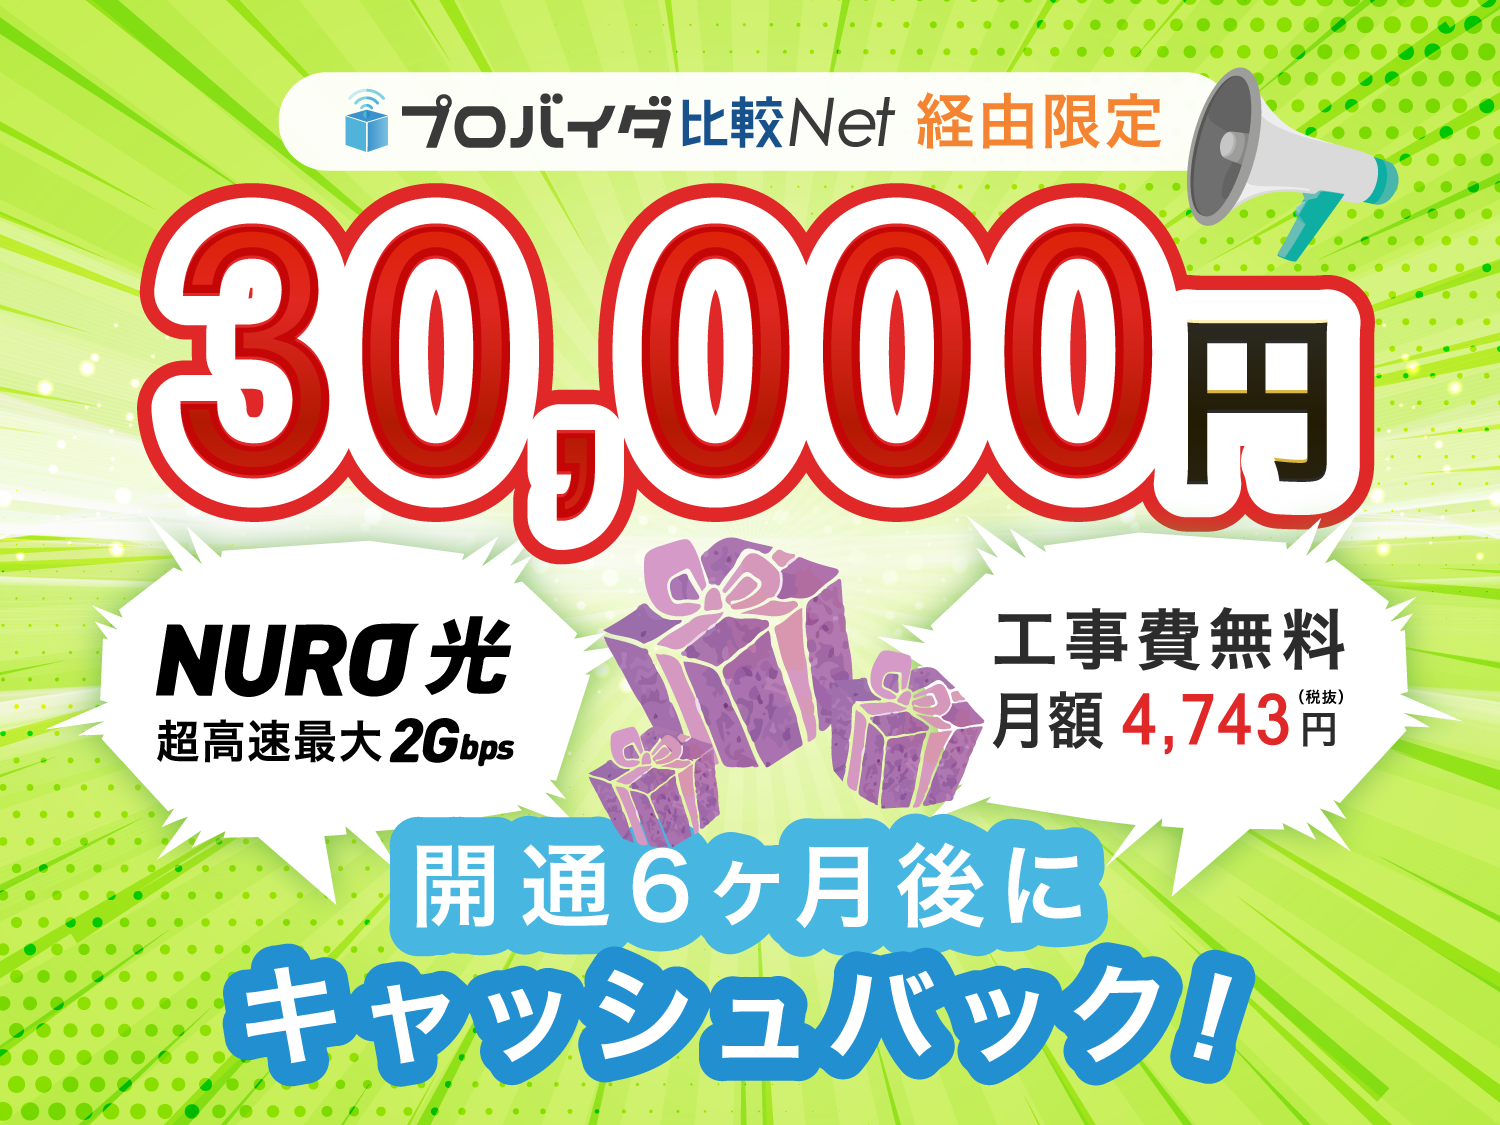 プロバイダ比較Net 経由限定
30,000円
NURO 光
超高速最大2Gbps
工事費無料
月額 4,743円(税抜)
開通6ヶ月後に
キャッシュバック!